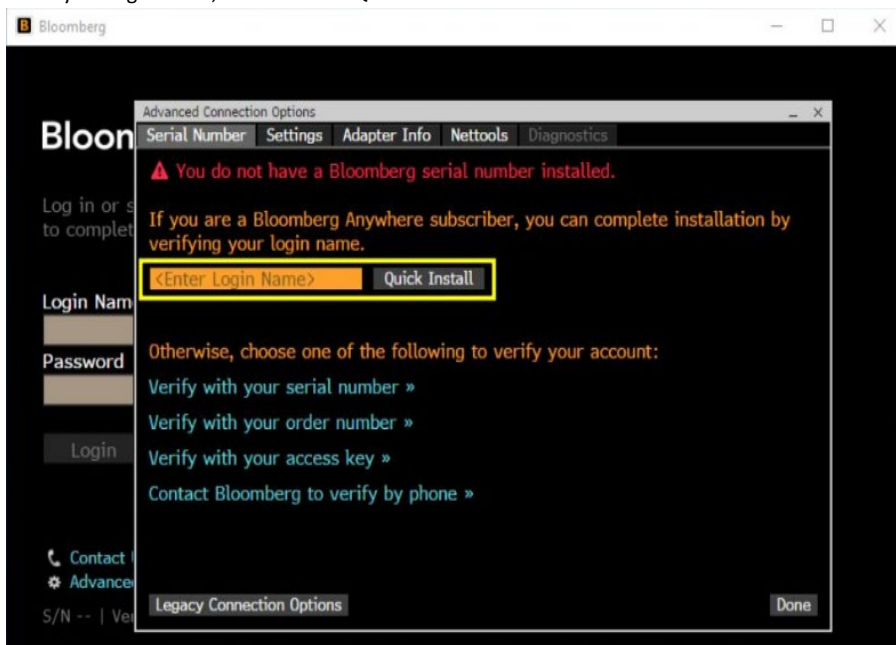 Bloomberg
Advanced Connection Options
Serial Number Settings Adapter Info Nettools Diagnostics
Bloon
You do not have a Bloomberg serial number installed.
Log in or s
to complet
If you are a Bloomberg Anywhere subscriber, you can complete installation by
verifying your login name.
<Enter Login Name> Quick Install
Login Nam
Password
Otherwise, choose one of the following to verify your account:
Verify with your serial number »
Verify with your order number »
Login
Verify with your access key »
Contact Bloomberg to verify by phone »
Contact
Advance
S/N -- | Ver
Legacy Connection Options Done